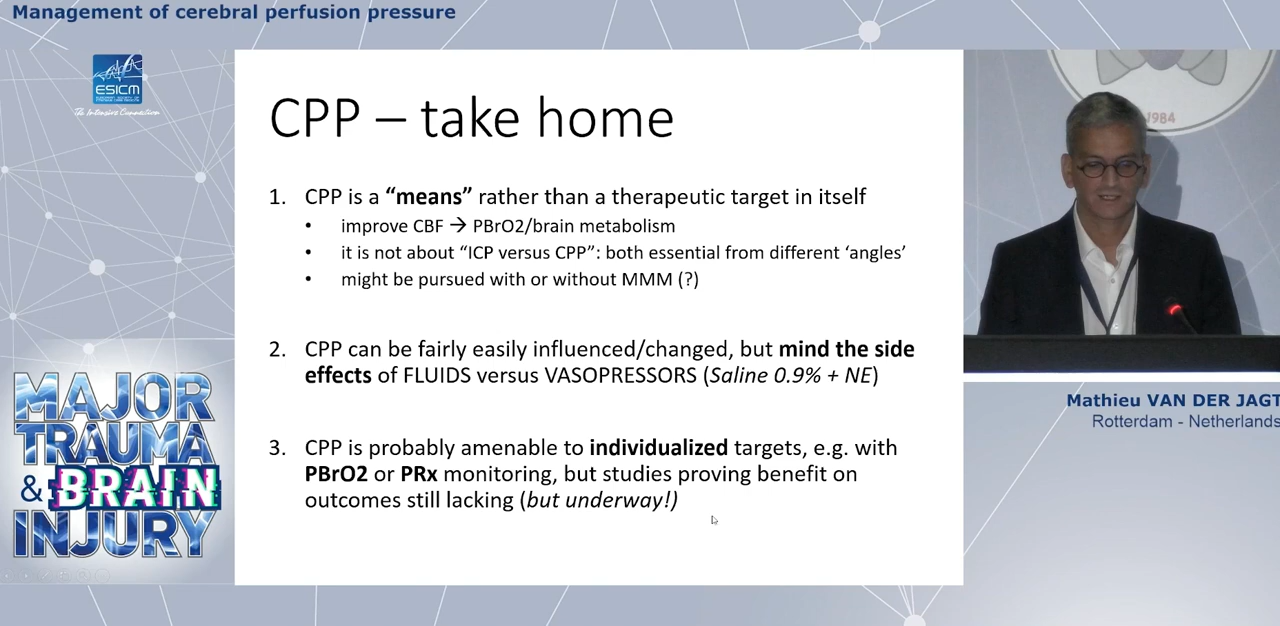 Management of cerebral perfusion pressure
ESICM
The Intensive Connection
CPP – take home
1. CPP is a “means” rather than a therapeutic target in itself
• improve CBF → PBrO2/brain metabolism
• it is not about “ICP versus CPP”: both essential from different ‘angles’
• might be pursued with or without MMM (?)
2. CPP can be fairly easily influenced/changed, but mind the side
effects of FLUIDS versus VASOPRESSORS (Saline 0.9% + NE)
3. CPP is probably amenable to individualized targets, e.g. with
PBrO2 or PRx monitoring, but studies proving benefit on
outcomes still lacking (but underway!)
1984
Mathieu VAN DER JAGT
Rotterdam - Netherlands
MAJOR
TRAUMA
& BRAIN
INJURY